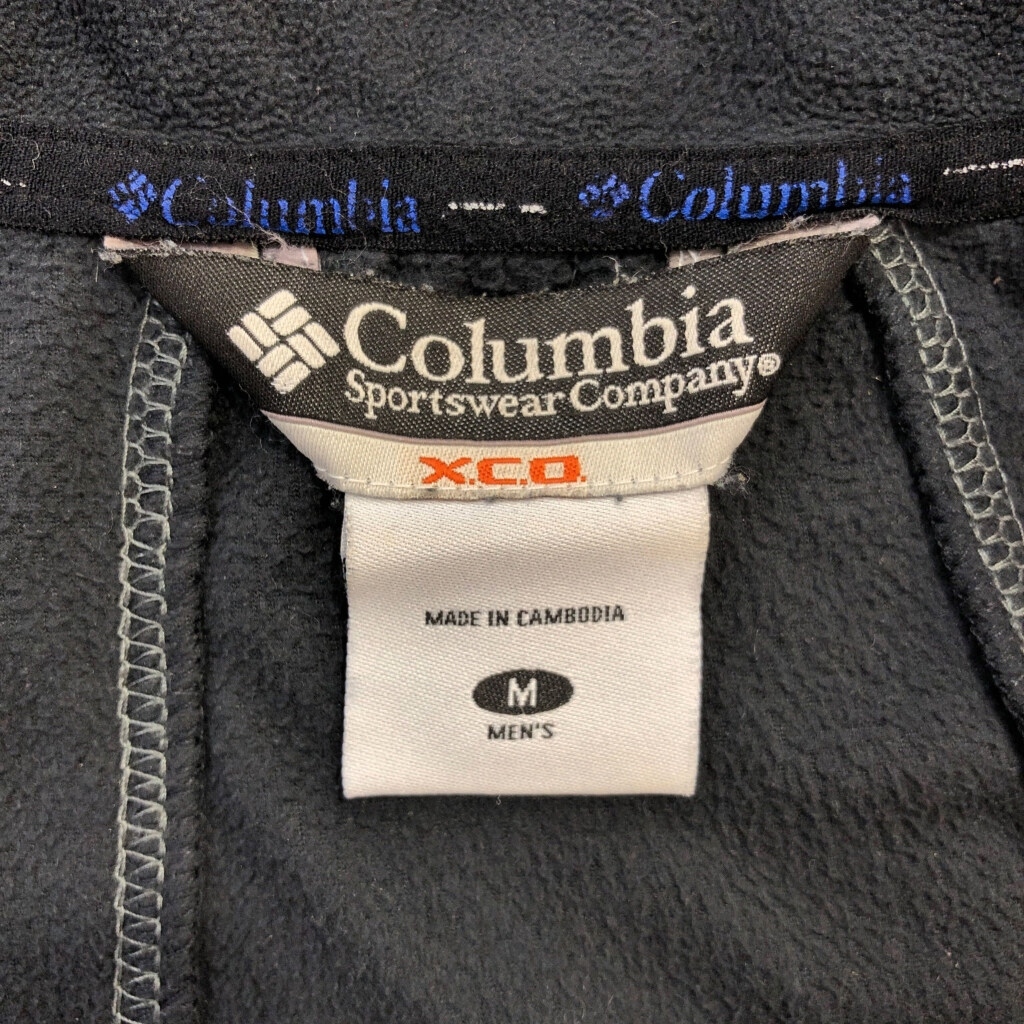 Columbia Columbia
Columbia
Sportswear Company®
X.C.O.
MADE IN CAMBODIA
M
MEN'S